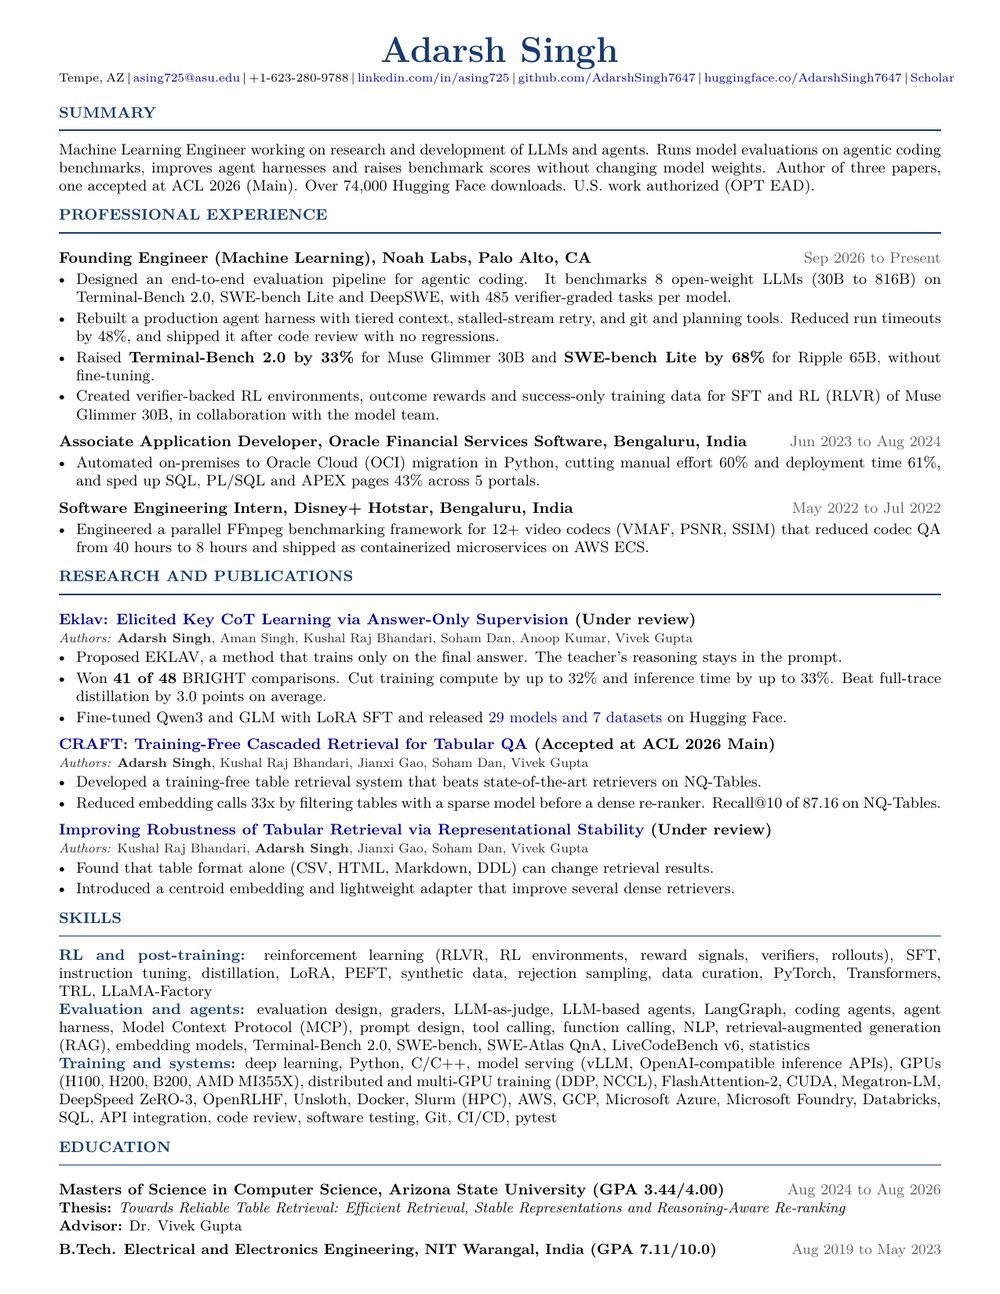 Adarsh Singh
Tempe, AZ | asing725@asu.edu | +1-623-280-9788 | linkedin.com/in/asing725 | github.com/AdarshSingh7647 | huggingface.co/AdarshSingh7647 | Scholar
SUMMARY
Machine Learning Engineer working on research and development of LLMs and agents. Runs model evaluations on agentic coding
benchmarks, improves agent harnesses and raises benchmark scores without changing model weights. Author of three papers,
one accepted at ACL 2026 (Main). Over 74,000 Hugging Face downloads. U.S. work authorized (OPT EAD).
PROFESSIONAL EXPERIENCE
Founding Engineer (Machine Learning), Noah Labs, Palo Alto, CA Sep 2026 to Present
• Designed an end-to-end evaluation pipeline for agentic coding. It benchmarks 8 open-weight LLMs (30B to 816B) on
Terminal-Bench 2.0, SWE-bench Lite and DeepSWE, with 485 verifier-graded tasks per model.
• Rebuilt a production agent harness with tiered context, stalled-stream retry, and git and planning tools. Reduced run timeouts
by 48%, and shipped it after code review with no regressions.
• Raised Terminal-Bench 2.0 by 33% for Muse Glimmer 30B and SWE-bench Lite by 68% for Ripple 65B, without
fine-tuning.
• Created verifier-backed RL environments, outcome rewards and success-only training data for SFT and RL (RLVR) of Muse
Glimmer 30B, in collaboration with the model team.
Associate Application Developer, Oracle Financial Services Software, Bengaluru, India Jun 2023 to Aug 2024
• Automated on-premises to Oracle Cloud (OCI) migration in Python, cutting manual effort 60% and deployment time 61%,
and sped up SQL, PL/SQL and APEX pages 43% across 5 portals.
Software Engineering Intern, Disney+ Hotstar, Bengaluru, India May 2022 to Jul 2022
• Engineered a parallel FFmpeg benchmarking framework for 12+ video codecs (VMAF, PSNR, SSIM) that reduced codec QA
from 40 hours to 8 hours and shipped as containerized microservices on AWS ECS.
RESEARCH AND PUBLICATIONS
Eklav: Elicited Key CoT Learning via Answer-Only Supervision (Under review)
Authors: Adarsh Singh, Aman Singh, Kushal Raj Bhandari, Soham Dan, Anoop Kumar, Vivek Gupta
• Proposed EKLAV, a method that trains only on the final answer. The teacher's reasoning stays in the prompt.
• Won 41 of 48 BRIGHT comparisons. Cut training compute by up to 32% and inference time by up to 33%. Beat full-trace
distillation by 3.0 points on average.
• Fine-tuned Qwen3 and GLM with LoRA SFT and released 29 models and 7 datasets on Hugging Face.
CRAFT: Training-Free Cascaded Retrieval for Tabular QA (Accepted at ACL 2026 Main)
Authors: Adarsh Singh, Kushal Raj Bhandari, Jianxi Gao, Soham Dan, Vivek Gupta
• Developed a training-free table retrieval system that beats state-of-the-art retrievers on NQ-Tables.
• Reduced embedding calls 33x by filtering tables with a sparse model before a dense re-ranker. Recall@10 of 87.16 on NQ-Tables.
Improving Robustness of Tabular Retrieval via Representational Stability (Under review)
Authors: Kushal Raj Bhandari, Adarsh Singh, Jianxi Gao, Soham Dan, Vivek Gupta
• Found that table format alone (CSV, HTML, Markdown, DDL) can change retrieval results.
• Introduced a centroid embedding and lightweight adapter that improve several dense retrievers.
SKILLS
RL and post-training: reinforcement learning (RLVR, RL environments, reward signals, verifiers, rollouts), SFT,
instruction tuning, distillation, LoRA, PEFT, synthetic data, rejection sampling, data curation, PyTorch, Transformers,
TRL, LLaMA-Factory
Evaluation and agents: evaluation design, graders, LLM-as-judge, LLM-based agents, LangGraph, coding agents, agent
harness, Model Context Protocol (MCP), prompt design, tool calling, function calling, NLP, retrieval-augmented generation
(RAG), embedding models, Terminal-Bench 2.0, SWE-bench, SWE-Atlas QnA, LiveCodeBench v6, statistics
Training and systems: deep learning, Python, C/C++, model serving (vLLM, OpenAI-compatible inference APIs), GPUs
(H100, H200, B200, AMD MI355X), distributed and multi-GPU training (DDP, NCCL), FlashAttention-2, CUDA, Megatron-LM,
DeepSpeed ZeRO-3, OpenRLHF, Unsloth, Docker, Slurm (HPC), AWS, GCP, Microsoft Azure, Microsoft Foundry, Databricks,
SQL, API integration, code review, software testing, Git, CI/CD, pytest
EDUCATION
Masters of Science in Computer Science, Arizona State University (GPA 3.44/4.00) Aug 2024 to Aug 2026
Thesis: Towards Reliable Table Retrieval: Efficient Retrieval, Stable Representations and Reasoning-Aware Re-ranking
Advisor: Dr. Vivek Gupta
B.Tech. Electrical and Electronics Engineering, NIT Warangal, India (GPA 7.11/10.0) Aug 2019 to May 2023